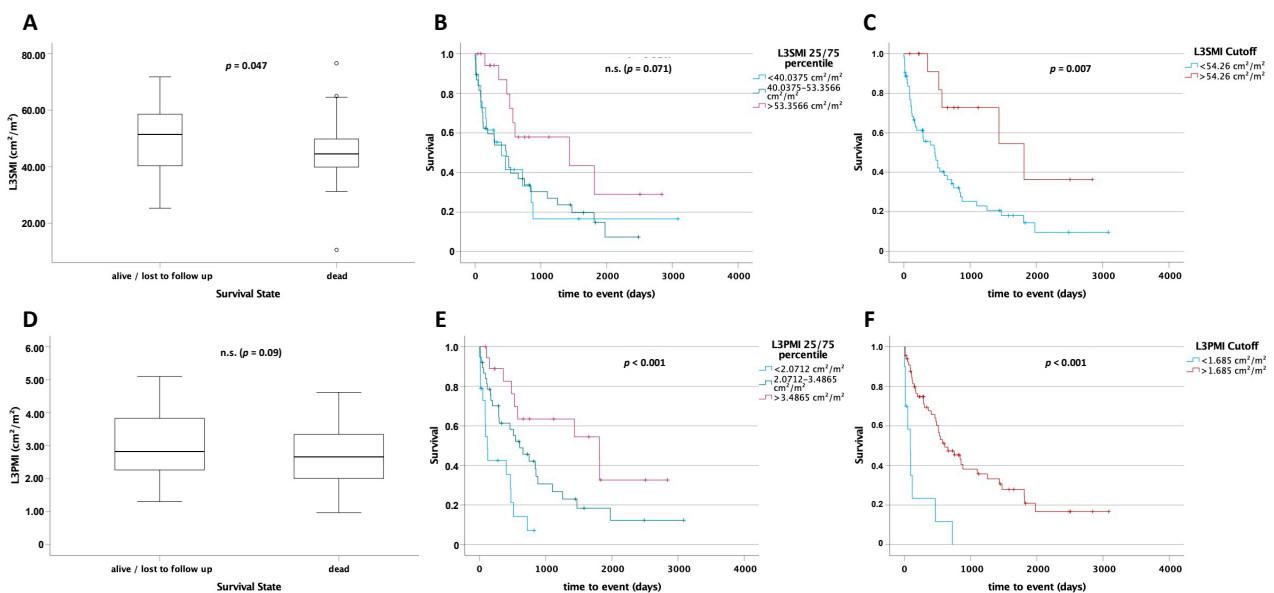 A
80.00
60.00
40.00
20.00
L3SMI (cm²/m²)
p = 0.047
alive / lost to follow up
dead
Survival State
B
1.0
0.8
0.6
0.4
0.2
0
Survival
n.s. (p = 0.071)
0
1000
2000
3000
4000
time to event (days)
L3SMI 25/75
percentile
<40.0375 cm²/m²
40.0375-53.3566
cm²/m²
>53.3566 cm²/m²
C
1.0
0.8
0.6
0.4
0.2
0
Survival
p = 0.007
0
1000
2000
3000
4000
time to event (days)
L3SMI Cutoff
<54.26 cm²/m²
>54.26 cm²/m²
D
6.00
5.00
4.00
3.00
2.00
1.00
0
L3PMI (cm²/m²)
n.s. (p = 0.09)
alive / lost to follow up
dead
Survival State
E
1.0
0.8
0.6
0.4
0.2
0
Survival
p < 0.001
0
1000
2000
3000
4000
time to event (days)
L3PMI 25/75
percentile
<2.0712 cm²/m²
2.0712-3.4865
cm²/m²
>3.4865 cm²/m²
F
1.0
0.8
0.6
0.4
0.2
0
Survival
p < 0.001
0
1000
2000
3000
4000
time to event (days)
L3PMI Cutoff
<1.685 cm²/m²
>1.685 cm²/m²